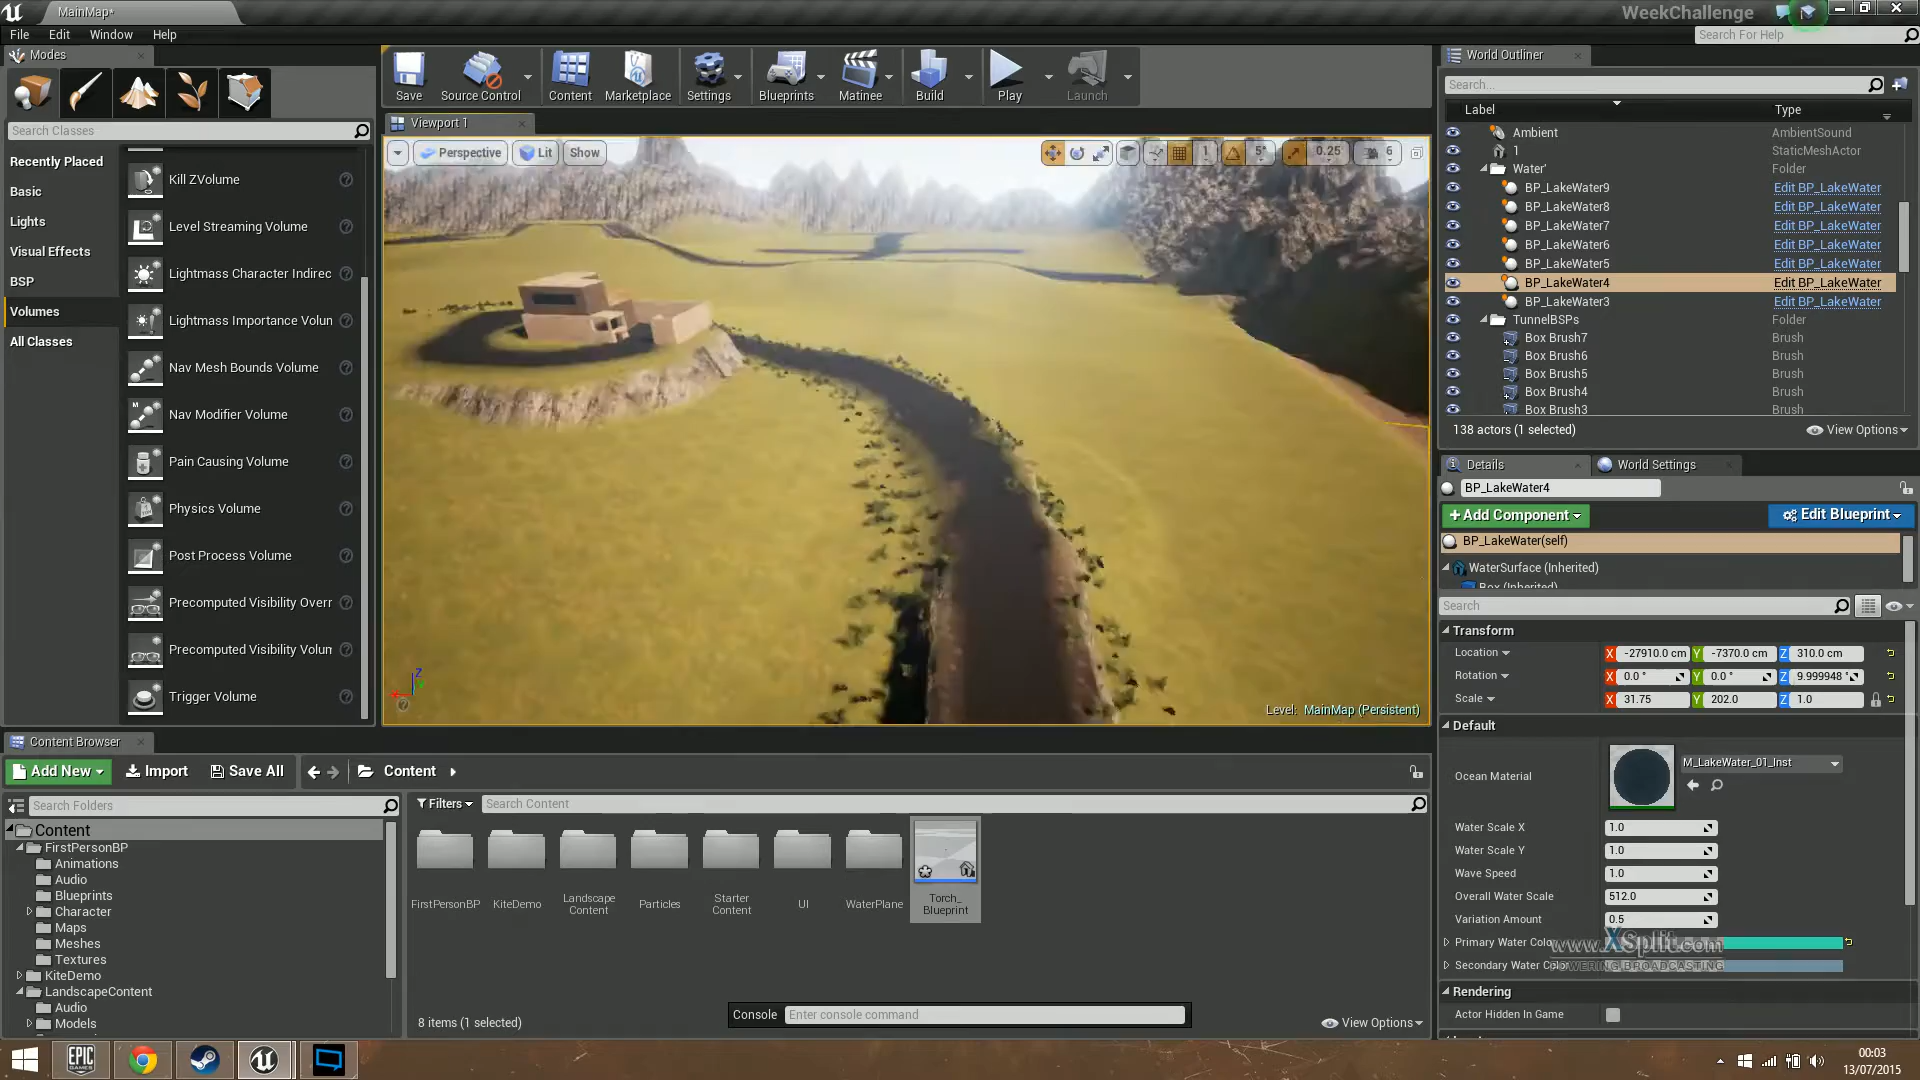 MainMap*
WeekChallenge
File Edit Window Help
Search For Help
Modes
Search Classes
Recently Placed
Basic
Lights
Visual Effects
BSP
Volumes
All Classes
Kill ZVolume
Level Streaming Volume
Lightmass Character Indirec
Lightmass Importance Volun
Nav Mesh Bounds Volume
Nav Modifier Volume
Pain Causing Volume
Physics Volume
Post Process Volume
Precomputed Visibility Overr
Precomputed Visibility Volun
Trigger Volume
Save Source Control Content Marketplace Settings Blueprints Matinee Build Play Launch
Viewport 1
Perspective Lit Show
1 5° 0.25 6
Level: MainMap (Persistent)
World Outliner
Search...
Label Type
Ambient AmbientSound
1 StaticMeshActor
Water' Folder
BP_LakeWater9 Edit BP_LakeWater
BP_LakeWater8 Edit BP_LakeWater
BP_LakeWater7 Edit BP_LakeWater
BP_LakeWater6 Edit BP_LakeWater
BP_LakeWater5 Edit BP_LakeWater
BP_LakeWater4 Edit BP_LakeWater
BP_LakeWater3 Edit BP_LakeWater
TunnelBSPs Folder
Box Brush7 Brush
Box Brush6 Brush
Box Brush5 Brush
Box Brush4 Brush
Box Brush3 Brush
138 actors (1 selected) View Options
Details World Settings
BP_LakeWater4
+Add Component Edit Blueprint
BP_LakeWater(self)
WaterSurface (Inherited)
Box (Inherited)
Search
Transform
Location X -27910.0 cm Y -7370.0 cm Z 310.0 cm
Rotation X 0.0 ° Y 0.0 ° Z 9.999948 °
Scale X 31.75 Y 202.0 Z 1.0
Default
Ocean Material M_LakeWater_01_Inst
Water Scale X 1.0
Water Scale Y 1.0
Wave Speed 1.0
Overall Water Scale 512.0
Variation Amount 0.5
Primary Water Colo
www.XSplit.com
Secondary Water Color
POWERING BROADCASTING
Rendering
Actor Hidden In Game
Content Browser
Add New Import Save All Content
Search Folders
Content
FirstPersonBP
Animations
Audio
Blueprints
Character
Maps
Meshes
Textures
KiteDemo
LandscapeContent
Audio
Models
Filters Search Content
FirstPersonBP
KiteDemo
Landscape
Content
Particles
Starter
Content
UI
WaterPlane
Torch_
Blueprint
8 items (1 selected)
Console Enter console command
View Options
EPIC
GAMES
00:03
13/07/2015